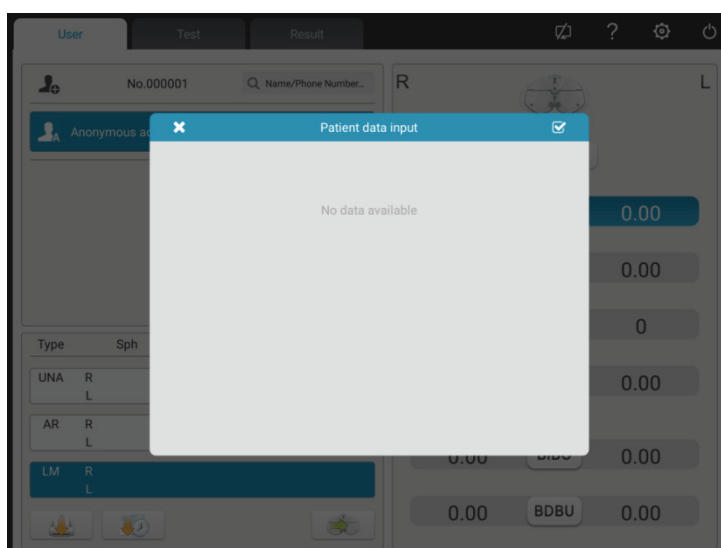 User Test Result ?
No.000001 Name/Phone Number... R L
Anonymous
Patient data input
No data available
0.00
0.00
0
Type Sph
UNA R
L
0.00
AR R
L
LM R
L
0.00 BIBU 0.00
0.00 BDBU 0.00